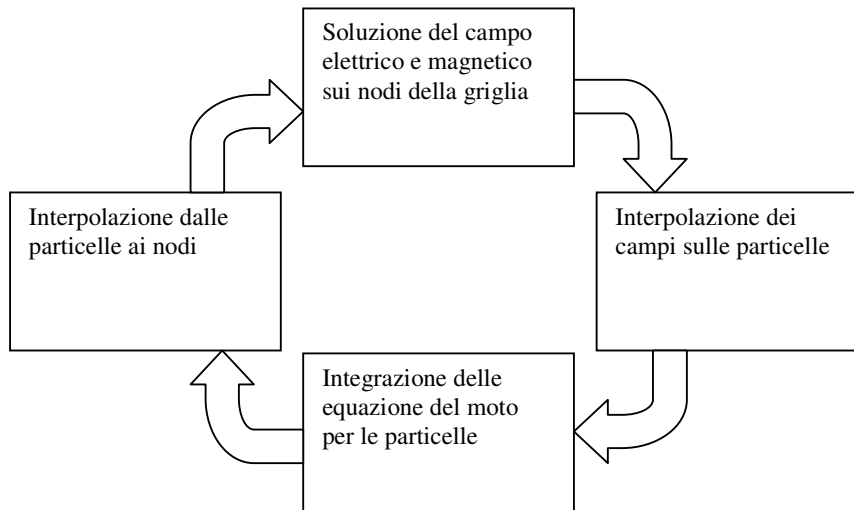 Soluzione del campo
elettrico e magnetico
sui nodi della griglia
Interpolazione dalle
particelle ai nodi
Interpolazione dei
campi sulle particelle
Integrazione delle
equazione del moto
per le particelle